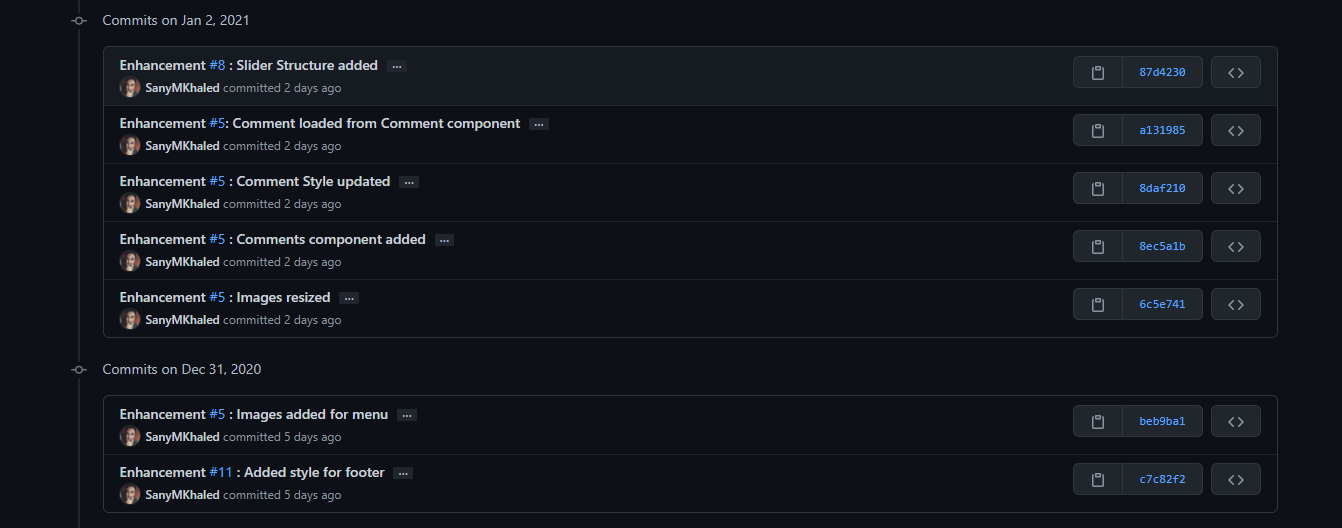 Commits on Jan 2, 2021
Enhancement #8 : Slider Structure added ...
87d4230
SanyMKhaled committed 2 days ago
Enhancement #5: Comment loaded from Comment component ...
a131985
SanyMKhaled committed 2 days ago
Enhancement #5 : Comment Style updated ...
8daf210
SanyMKhaled committed 2 days ago
Enhancement #5 : Comments component added ...
8ec5a1b
SanyMKhaled committed 2 days ago
Enhancement #5 : Images resized ...
6c5e741
SanyMKhaled committed 2 days ago
Commits on Dec 31, 2020
Enhancement #5 : Images added for menu ...
beb9ba1
SanyMKhaled committed 5 days ago
Enhancement #11 : Added style for footer ...
c7c82f2
SanyMKhaled committed 5 days ago